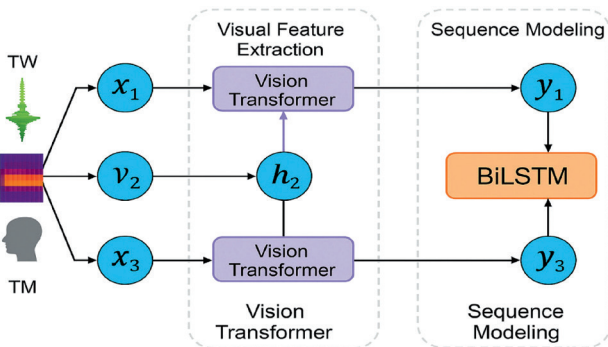 Visual Feature
Extraction
Sequence Modeling
TW
x₁
Vision
Transformer
y₁
v₂
h₂
BiLSTM
x₃
Vision
Transformer
y₃
TM
Vision
Transformer
Sequence
Modeling